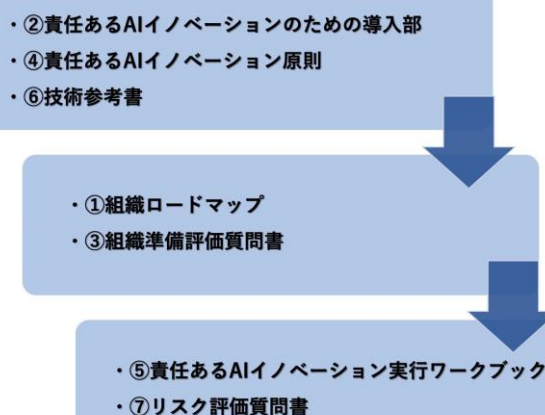 ・②責任あるAIイノベーションのための導入部
・④責任あるAIイノベーション原則
・⑥技術参考書
・①組織ロードマップ
・③組織準備評価質問書
・⑤責任あるAIイノベーション実行ワークブック
・⑦リスク評価質問書